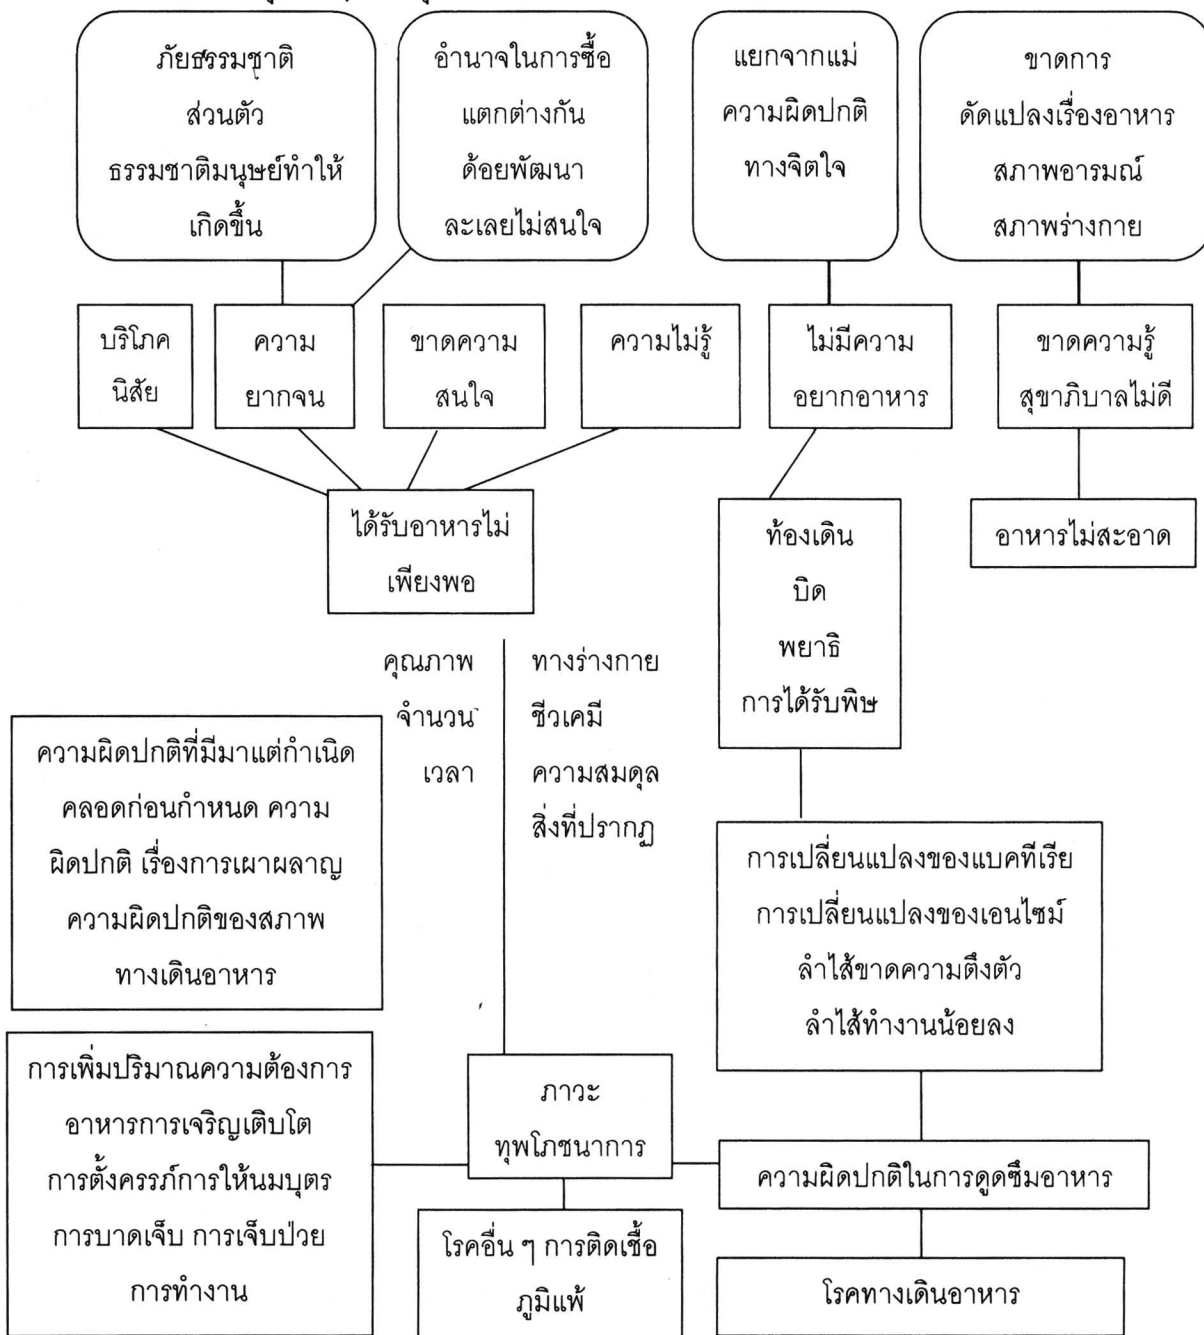 ภัยธรรมชาติ
ส่วนตัว
ธรรมชาติมนุษย์ทำให้
เกิดขึ้น
อำนาจในการซื้อ
แตกต่างกัน
ด้อยพัฒนา
ละเลยไม่สนใจ
แยกจากแม่
ความผิดปกติ
ทางจิตใจ
ขาดการ
ดัดแปลงเรื่องอาหาร
สภาพอารมณ์
สภาพร่างกาย
บริโภค
นิสัย
ความ
ยากจน
ขาดความ
สนใจ
ความไม่รู้
ไม่มีความ
อยากอาหาร
ขาดความรู้
สุขาภิบาลไม่ดี
ได้รับอาหารไม่
เพียงพอ
ท้องเดิน
บิด
พยาธิ
การได้รับพิษ
อาหารไม่สะอาด
คุณภาพ
จำนวน
เวลา
ทางร่างกาย
ชีวเคมี
ความสมดุล
สิ่งที่ปรากฏ
ความผิดปกติที่มีมาแต่กำเนิด
คลอดก่อนกำหนด ความ
ผิดปกติ เรื่องการเผาผลาญ
ความผิดปกติของสภาพ
ทางเดินอาหาร
การเปลี่ยนแปลงของแบคทีเรีย
การเปลี่ยนแปลงของเอนไซม์
ลำไส้ขาดความตึงตัว
ลำไส้ทำงานน้อยลง
การเพิ่มปริมาณความต้องการ
อาหารการเจริญเติบโต
การตั้งครรภ์การให้นมบุตร
การบาดเจ็บ การเจ็บป่วย
การทำงาน
ภาวะ
ทุพโภชนาการ
ความผิดปกติในการดูดซึมอาหาร
โรคอื่น ๆ การติดเชื้อ
ภูมิแพ้
โรคทางเดินอาหาร